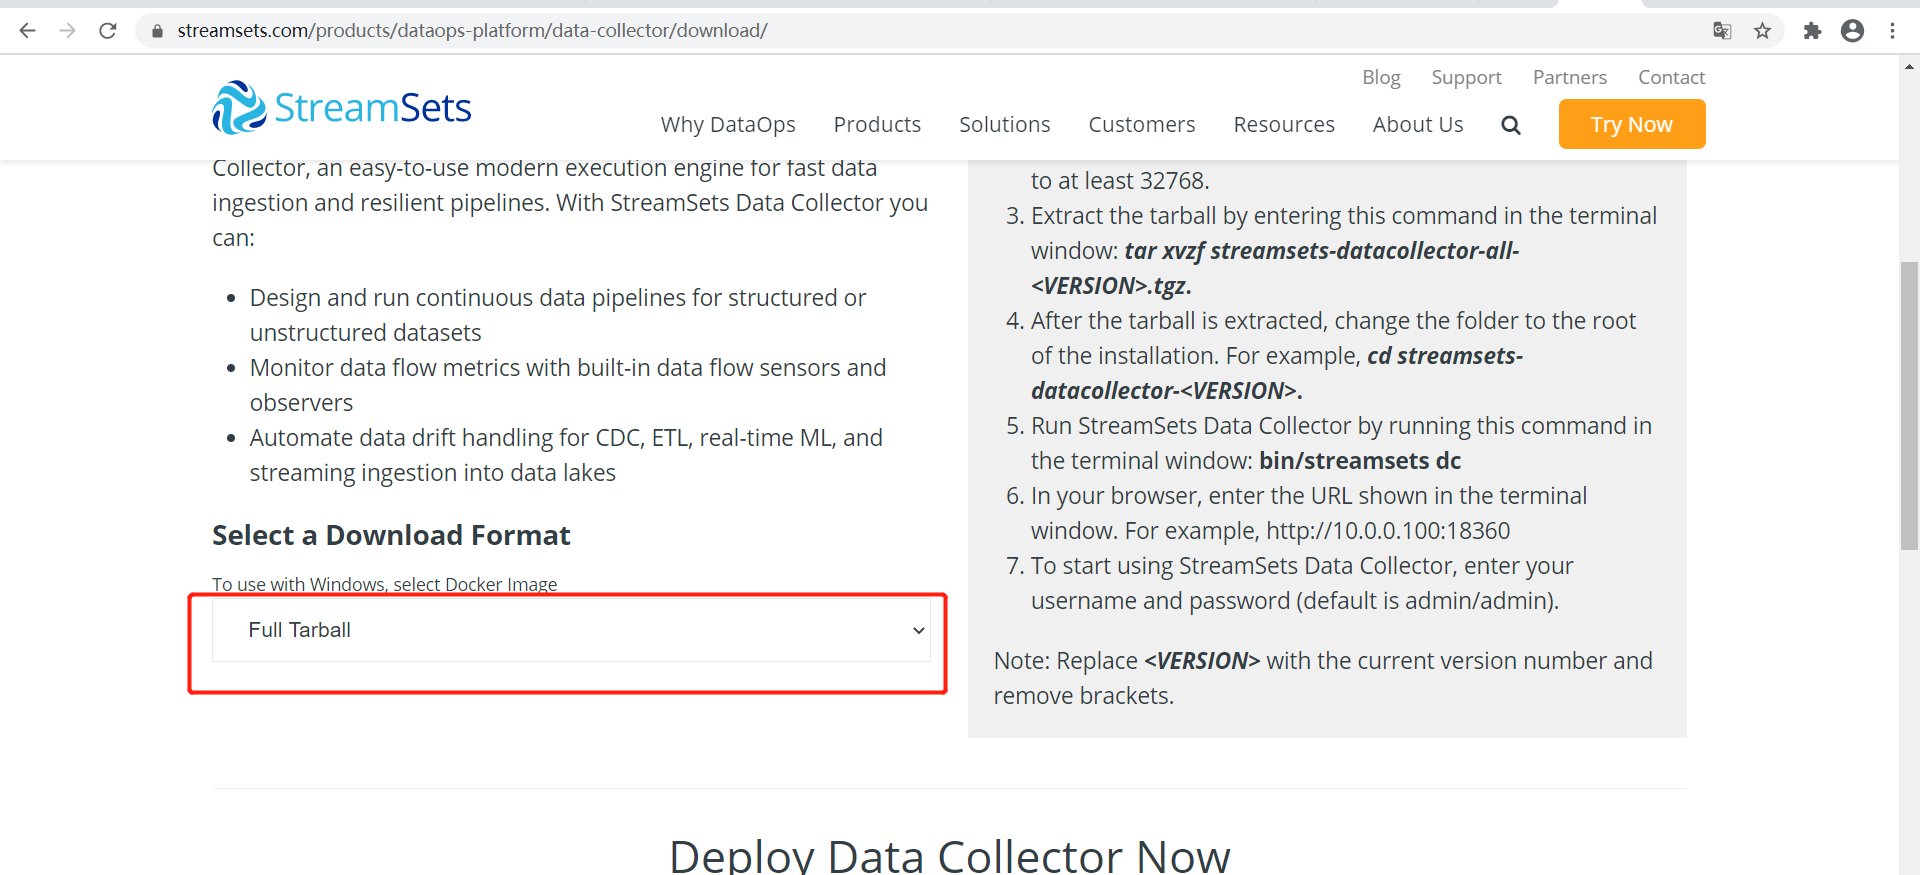 streamsets.com/products/dataops-platform/data-collector/download/
Blog Support Partners Contact
StreamSets
Why DataOps Products Solutions Customers Resources About Us Try Now
Collector, an easy-to-use modern execution engine for fast data
ingestion and resilient pipelines. With StreamSets Data Collector you
can:
• Design and run continuous data pipelines for structured or
unstructured datasets
• Monitor data flow metrics with built-in data flow sensors and
observers
• Automate data drift handling for CDC, ETL, real-time ML, and
streaming ingestion into data lakes
Select a Download Format
To use with Windows, select Docker Image
Full Tarball
to at least 32768.
3. Extract the tarball by entering this command in the terminal
window: tar xvzf streamsets-datacollector-all-
<VERSION>.tgz.
4. After the tarball is extracted, change the folder to the root
of the installation. For example, cd streamsets-
datacollector-<VERSION>.
5. Run StreamSets Data Collector by running this command in
the terminal window: bin/streamsets dc
6. In your browser, enter the URL shown in the terminal
window. For example, http://10.0.0.100:18360
7. To start using StreamSets Data Collector, enter your
username and password (default is admin/admin).
Note: Replace <VERSION> with the current version number and
remove brackets.
Deploy Data Collector Now